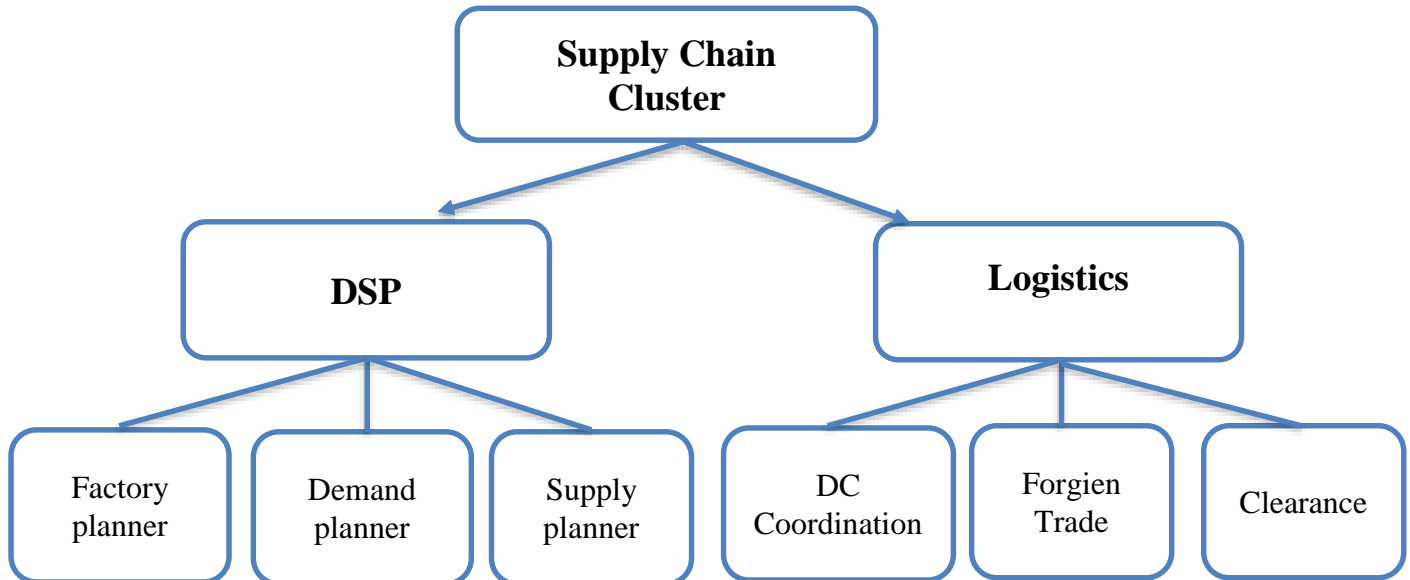 Supply Chain
Cluster
DSP
Logistics
Factory
planner
Demand
planner
Supply
planner
DC
Coordination
Forgien
Trade
Clearance